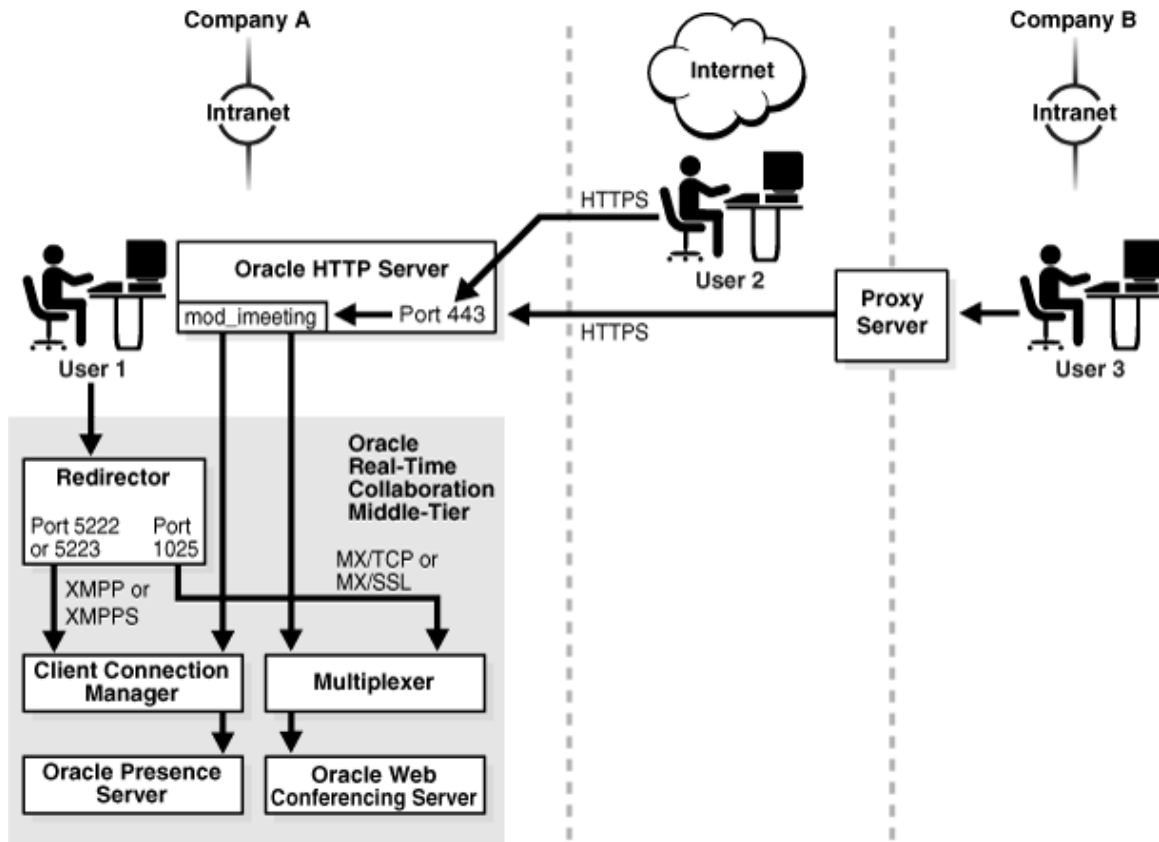 Company A
Intranet
Internet
Company B
Intranet
HTTPS
User 2
Oracle HTTP Server
mod_imeeting
Port 443
HTTPS
Proxy
Server
User 3
User 1
Oracle
Real-Time
Collaboration
Middle-Tier
Redirector
Port 5222
or 5223
Port
1025
XMPP or
XMPPS
MX/TCP or
MX/SSL
Client Connection
Manager
Multiplexer
Oracle Presence
Server
Oracle Web
Conferencing Server